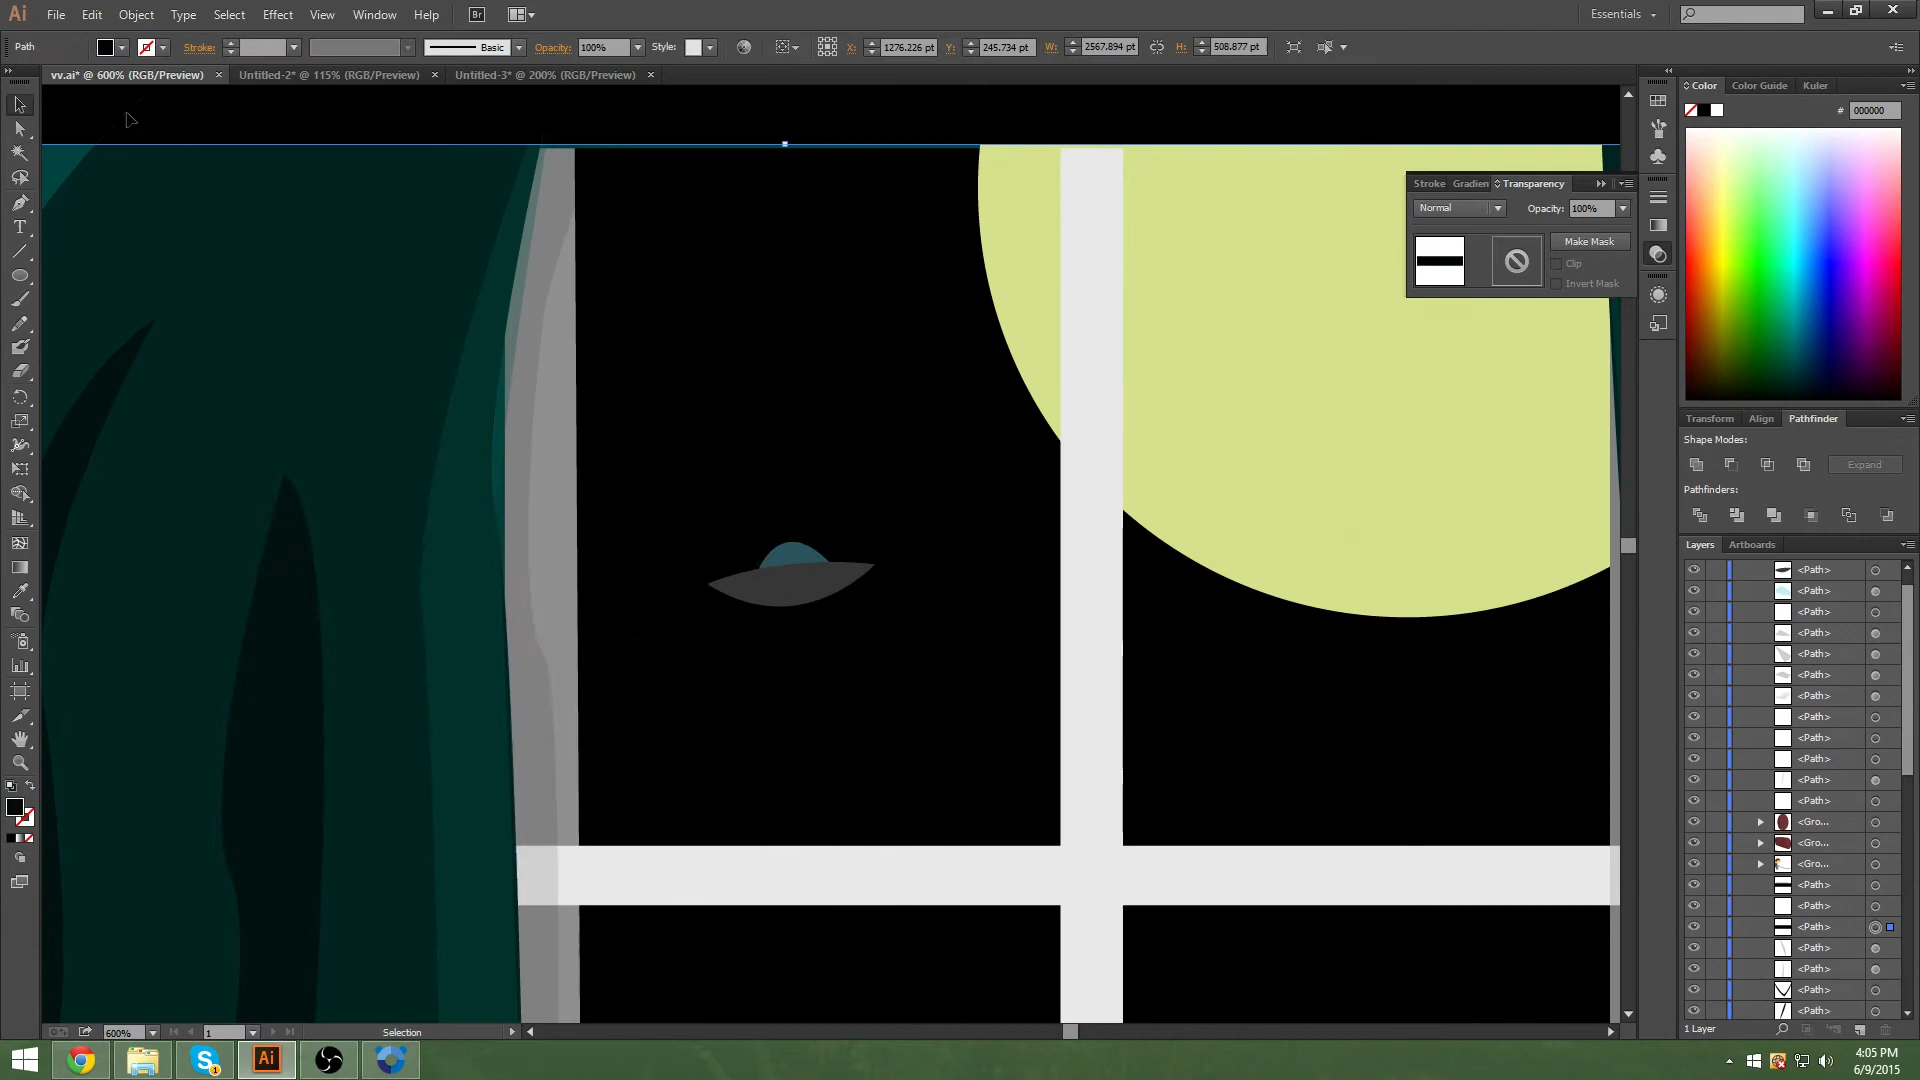 Ai File Edit Object Type Select Effect View Window Help Br Essentials
Path Stroke: Basic Opacity: 100% Style: X: 1276.226 pt Y: 245.734 pt W: 2567.894 pt H: 508.877 pt
vv.ai* @ 600% (RGB/Preview) × Untitled-2* @ 115% (RGB/Preview) × Untitled-3* @ 200% (RGB/Preview) ×
Color Color Guide Kuler
# 000000
Stroke Gradien Transparency
Normal Opacity: 100%
Make Mask
Clip
Invert Mask
Transform Align Pathfinder
Shape Modes:
Expand
Pathfinders:
Layers Artboards
<Path>
<Path>
<Path>
<Path>
<Path>
<Path>
<Path>
<Path>
<Path>
<Path>
<Path>
<Path>
<Gro...
<Gro...
<Gro...
<Path>
<Path>
<Path>
<Path>
<Path>
<Path>
<Path>
1 Layer
600% 1 Selection
4:05 PM
6/9/2015